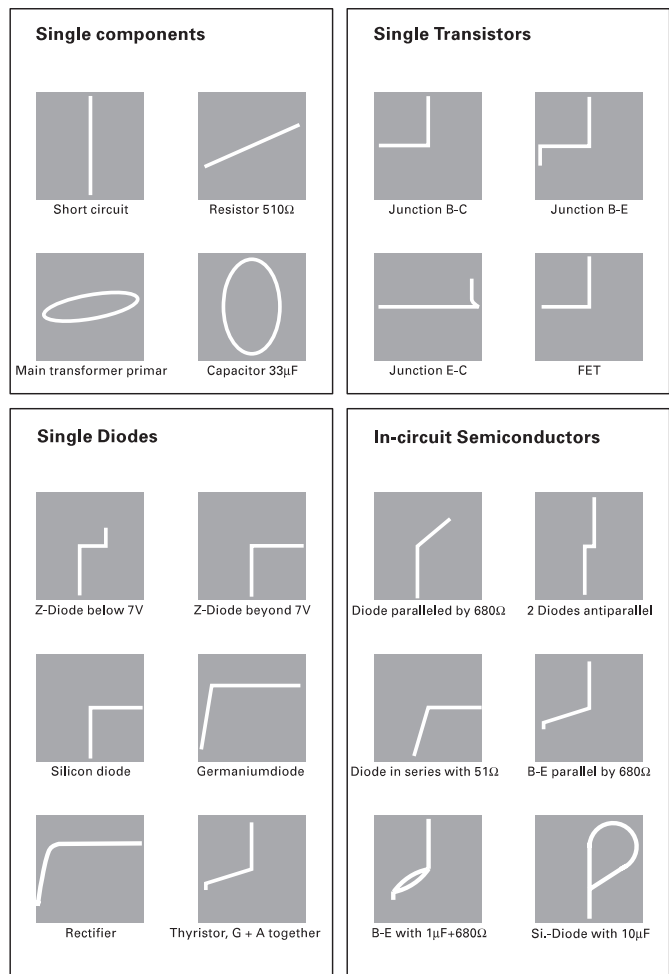 Single components
Short circuit
Resistor 510Ω
Main transformer primar
Capacitor 33µF
Single Transistors
Junction B-C
Junction B-E
Junction E-C
FET
Single Diodes
Z-Diode below 7V
Z-Diode beyond 7V
Silicon diode
Germaniumdiode
Rectifier
Thyristor, G + A together
In-circuit Semiconductors
Diode paralleled by 680Ω
2 Diodes antiparallel
Diode in series with 51Ω
B-E parallel by 680Ω
B-E with 1µF+680Ω
Si.-Diode with 10µF